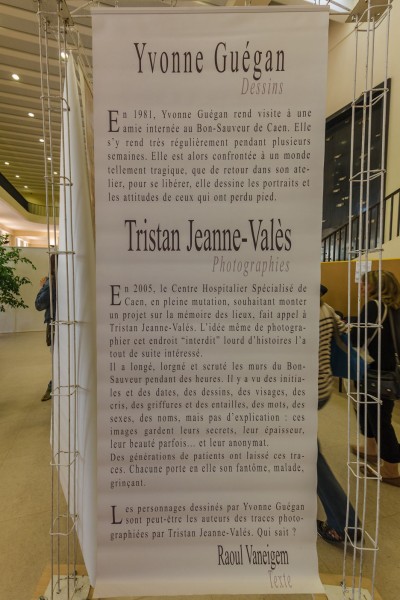 Yvonne Guégan
Dessins
En 1981, Yvonne Guégan rend visite à une
amie internée au Bon-Sauveur de Caen. Elle
s'y rend très régulièrement pendant plusieurs
semaines. Elle est alors confrontée à un monde
tellement tragique, que de retour dans son ate-
lier, pour se libérer, elle dessine les portraits et
les attitudes de ceux qui ont perdu pied.
Tristan Jeanne-Valès
Photographies
En 2005, le Centre Hospitalier Spécialisé de
Caen, en pleine mutation, souhaitant monter
un projet sur la mémoire des lieux, fait appel à
Tristan Jeanne-Valés. L'idée même de photogra-
phier cet endroit "interdit" lourd d'histoires l'a
tout de suite intéressé.
Il a longé, lorgné et scruté les murs du Bon-
Sauveur pendant des heures. Il y a vu des initia-
les et des dates, des dessins, des visages, des
cris, des griffures et des entailles, des mots, des
sexes, des noms, mais pas d'explication : ces
images gardent leurs secrets, leur épaisseur,
leur beauté parfois... et leur anonymat.
Des générations de patients ont laissé ces tra-
ces. Chacune porte en elle son fantôme, malade,
grinçant.
Les personnages dessinés par Yvonne Guégan
sont peut-être les auteurs des traces photo-
graphiées par Tristan Jeanne-Valés. Qui sait ?
Raoul Vaneigem
Texte